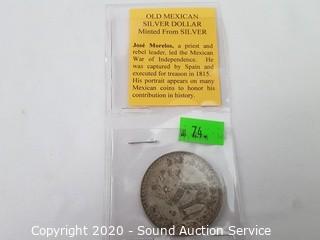 OLD MEXICAN
SILVER DOLLAR
Minted From SILVER
José Morelos, a priest and
rebel leader, led the Mexican
War of Independence. He
was captured by Spain and
executed for treason in 1815.
His portrait appears on many
Mexican coins to honor his
contribution in history.
74
Copyright 2020 - Sound Auction Service